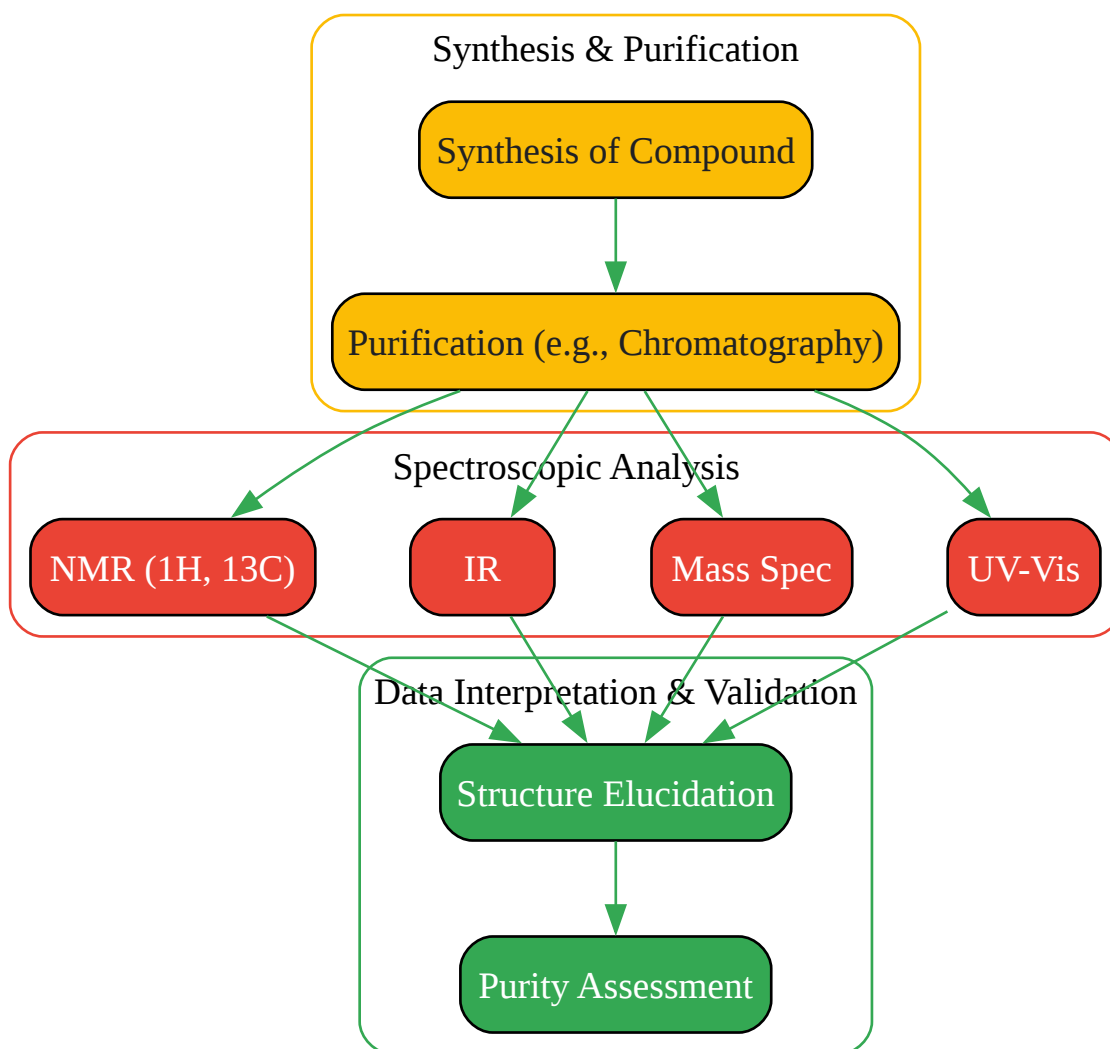 Synthesis & Purification
Synthesis of Compound
Purification (e.g., Chromatography)
Spectroscopic Analysis
NMR (1H, 13C)
IR
Mass Spec
UV-Vis
Data Interpretation & Validation
Structure Elucidation
Purity Assessment